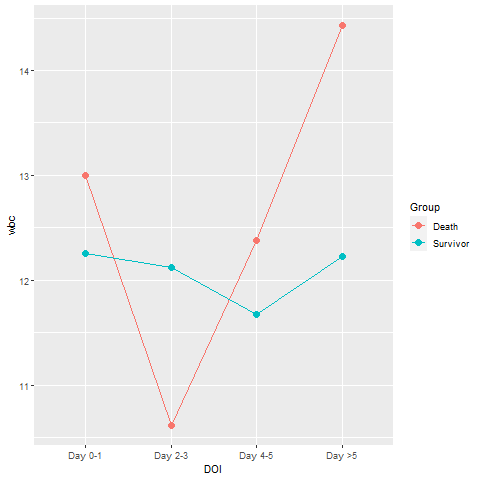 14
13
12
11
wbc
Day 0-1
Day 2-3
Day 4-5
Day >5
DOI
Group
Death
Survivor